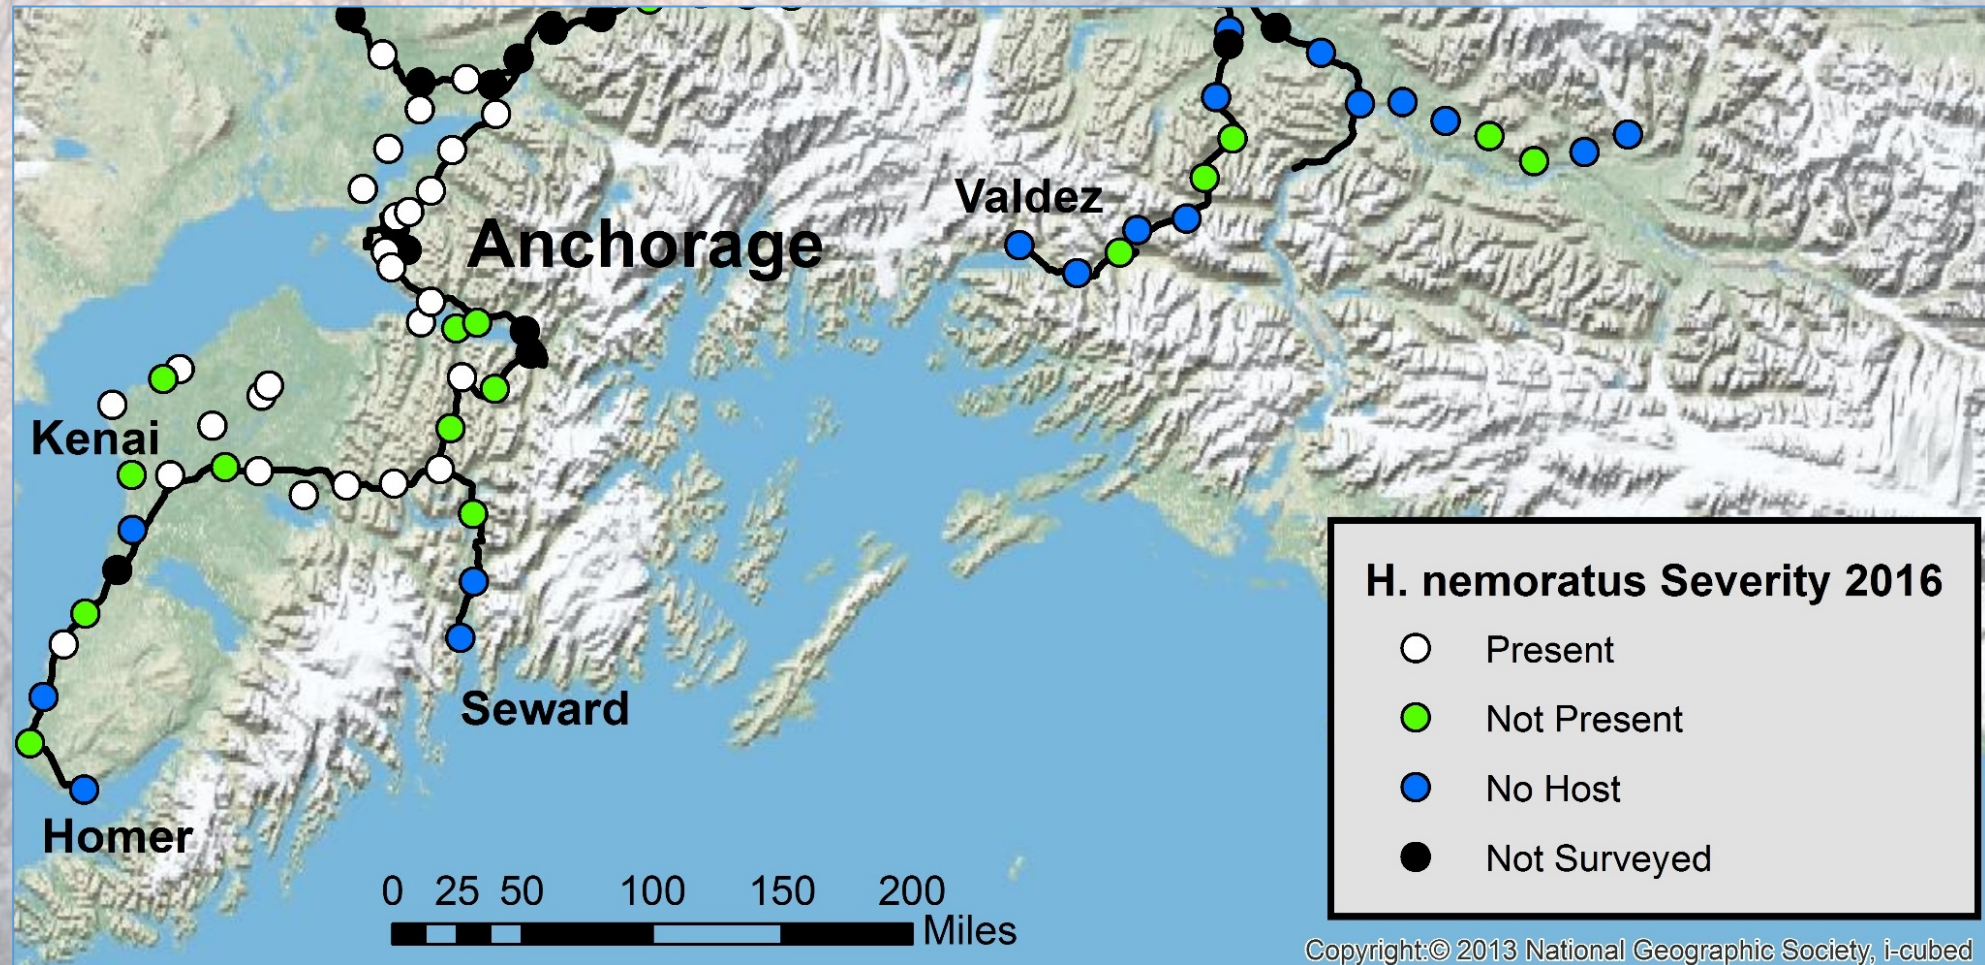 Valdez
Anchorage
Kenai
Seward
Homer
H. nemoratus Severity 2016
Present
Not Present
No Host
Not Surveyed
0 25 50 100 150 200
Miles
Copyright:© 2013 National Geographic Society, i-cubed